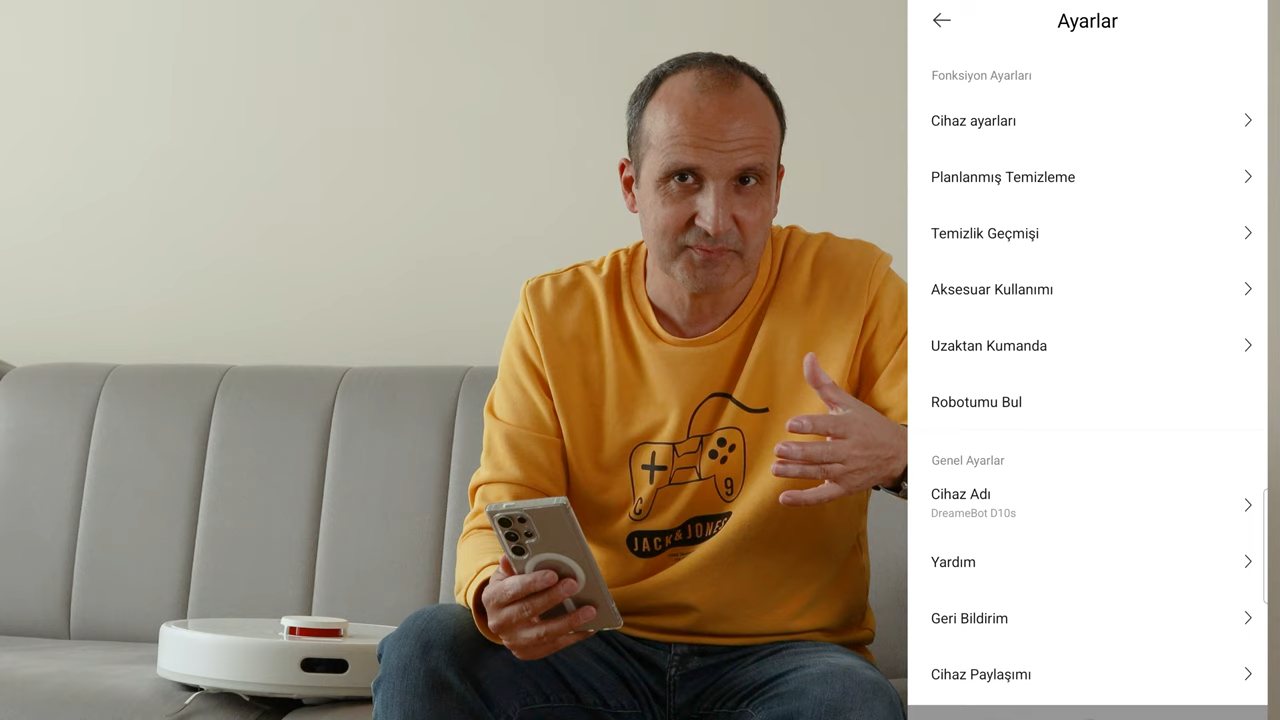 Ayarlar
Fonksiyon Ayarları
Cihaz ayarları
Planlanmış Temizleme
Temizlik Geçmişi
Aksesuar Kullanımı
Uzaktan Kumanda
Robotumu Bul
Genel Ayarlar
Cihaz Adı
DreameBot D10s
Yardım
Geri Bildirim
Cihaz Paylaşımı
C 9
JACK & JONES